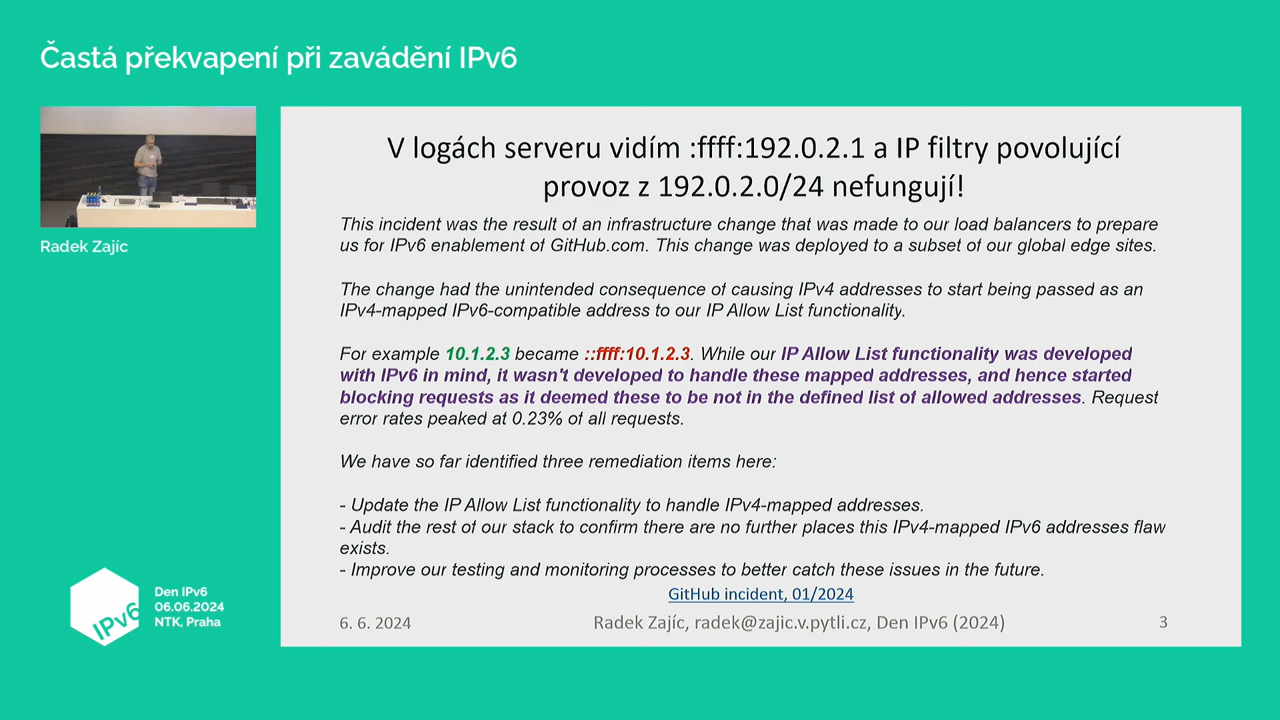 Častá překvapení při zavádění IPv6
Radek Zajíc
V logách serveru vidím :ffff:192.0.2.1 a IP filtry povolující
provoz z 192.0.2.0/24 nefungují!
This incident was the result of an infrastructure change that was made to our load balancers to prepare
us for IPv6 enablement of GitHub.com. This change was deployed to a subset of our global edge sites.
The change had the unintended consequence of causing IPv4 addresses to start being passed as an
IPv4-mapped IPv6-compatible address to our IP Allow List functionality.
For example 10.1.2.3 became ::ffff:10.1.2.3. While our IP Allow List functionality was developed
with IPv6 in mind, it wasn't developed to handle these mapped addresses, and hence started
blocking requests as it deemed these to be not in the defined list of allowed addresses. Request
error rates peaked at 0.23% of all requests.
We have so far identified three remediation items here:
- Update the IP Allow List functionality to handle IPv4-mapped addresses.
- Audit the rest of our stack to confirm there are no further places this IPv4-mapped IPv6 addresses flaw
exists.
- Improve our testing and monitoring processes to better catch these issues in the future.
GitHub incident, 01/2024
6. 6. 2024
Radek Zajíc, radek@zajic.v.pytli.cz, Den IPv6 (2024)
3
IPv6
Den IPv6
06.06.2024
NTK, Praha